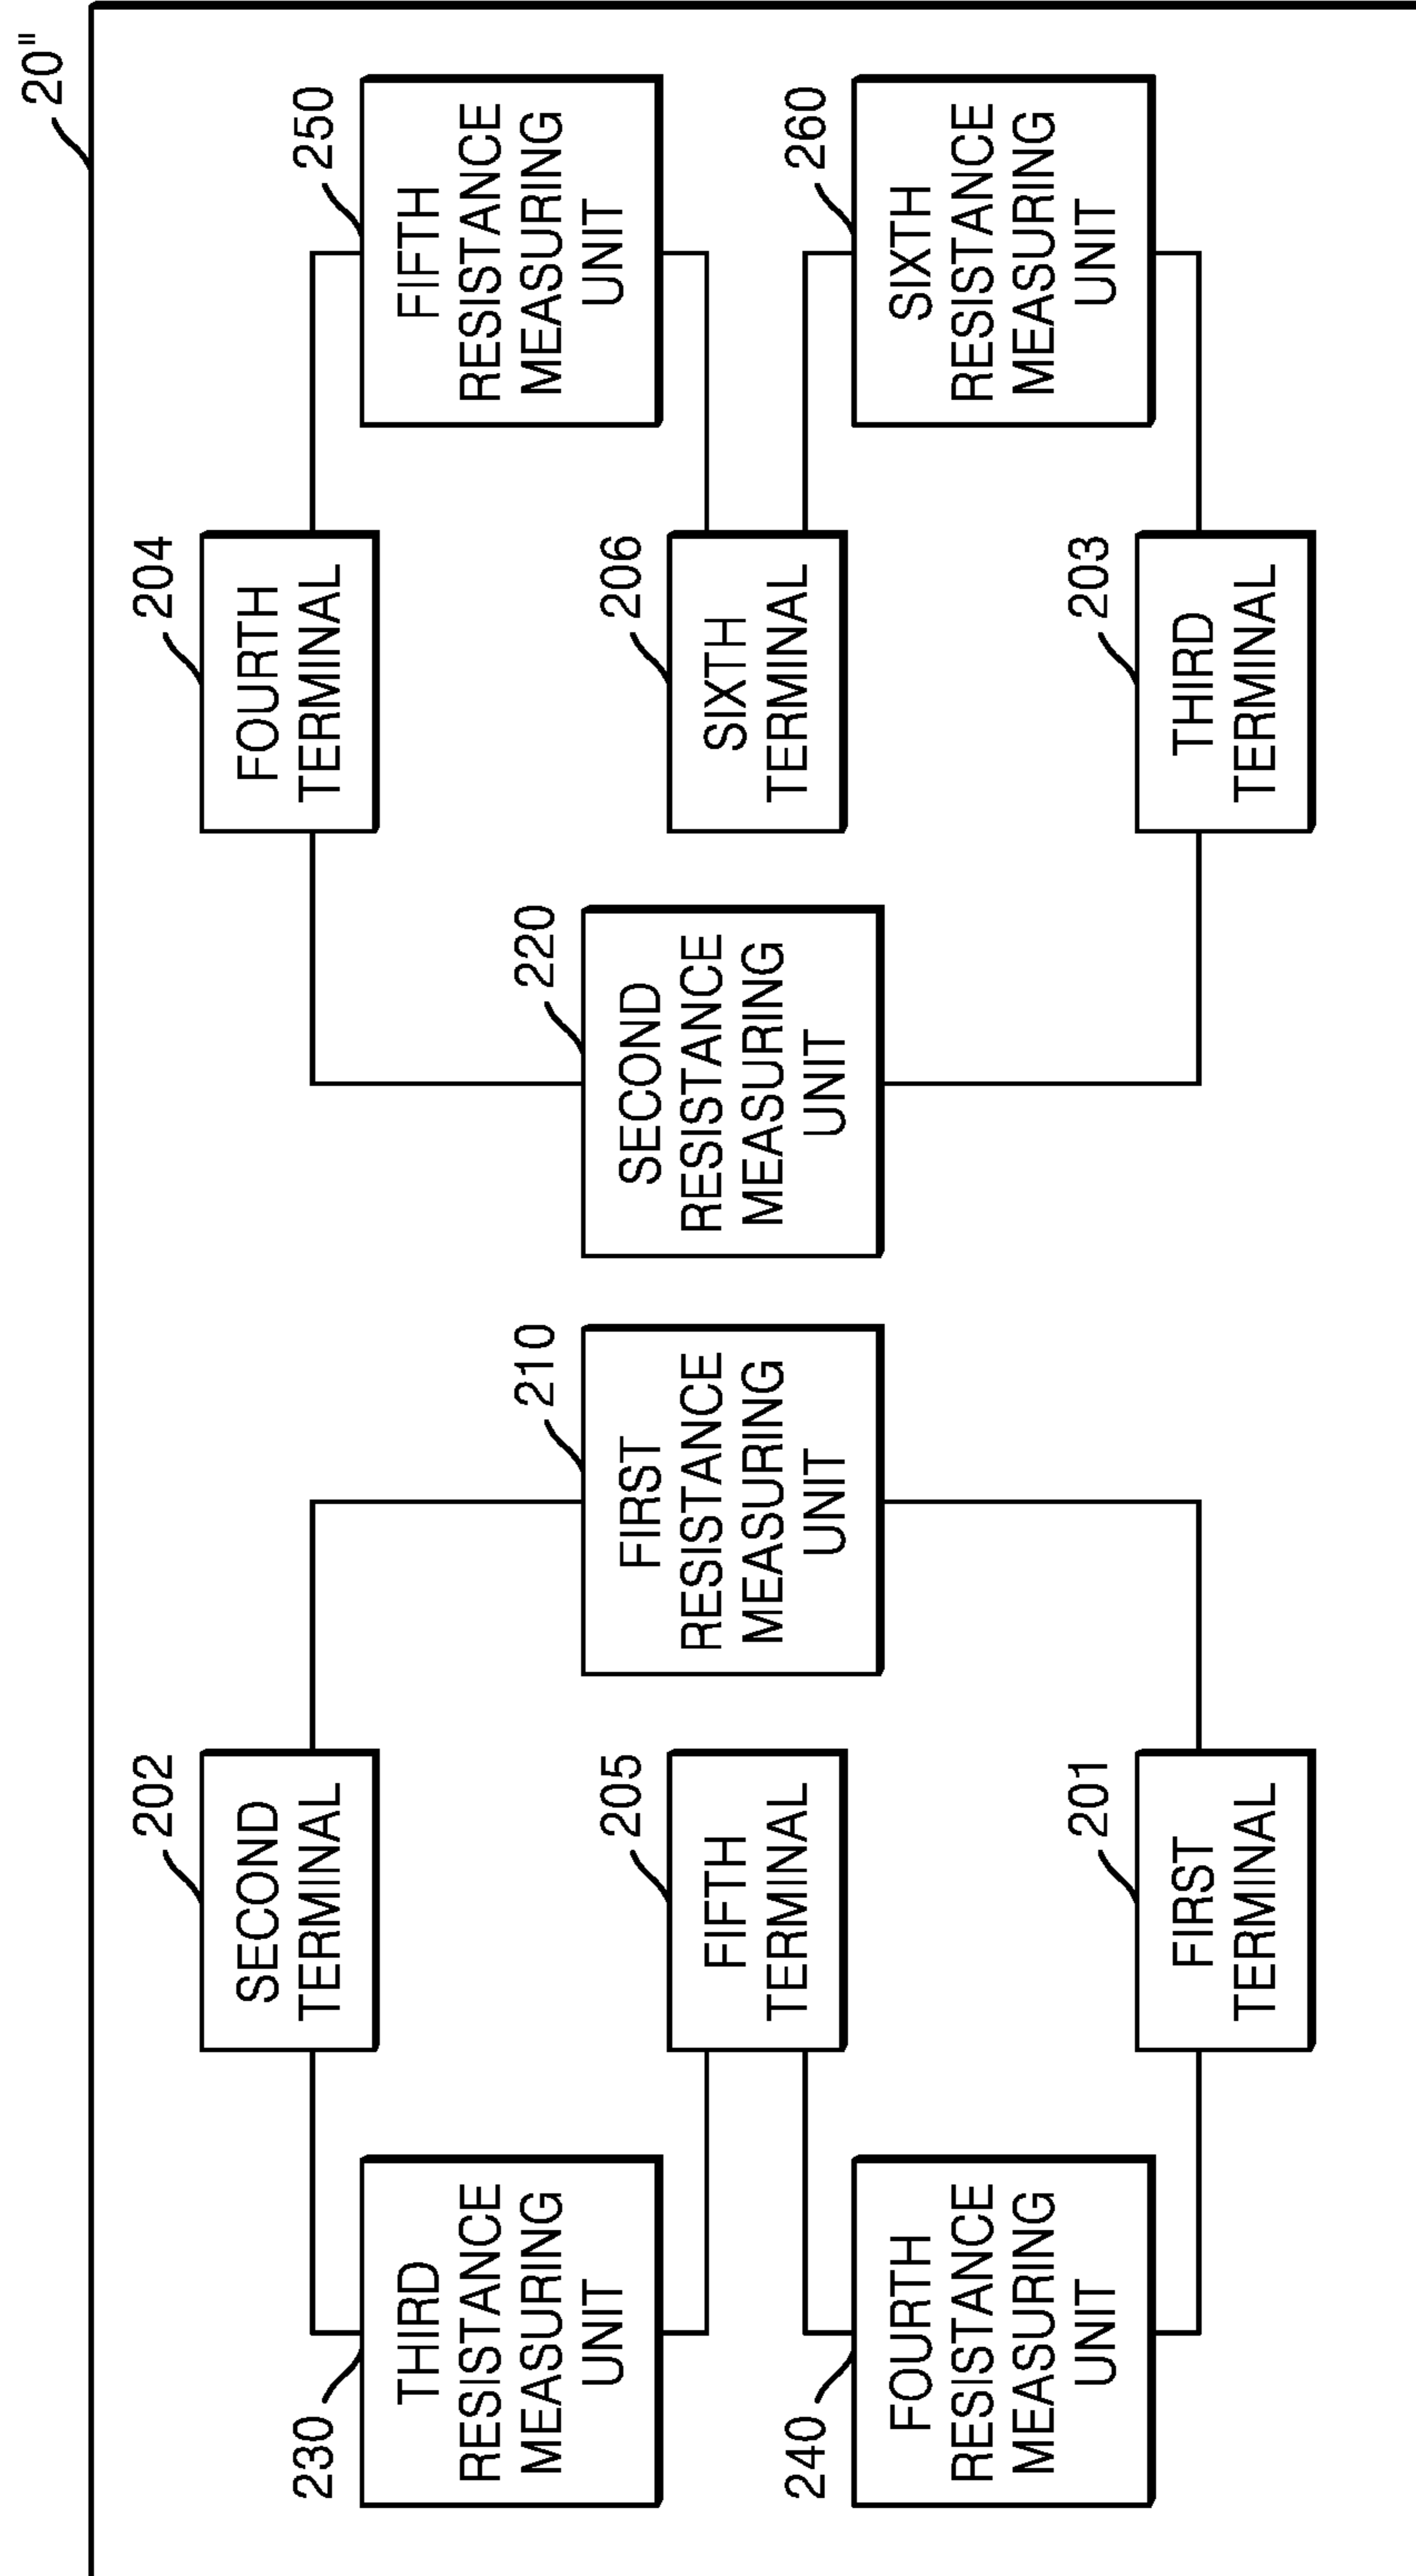 20"
202
SECOND
TERMINAL
204
FOURTH
TERMINAL
230
THIRD
RESISTANCE
MEASURING
UNIT
250
FIFTH
RESISTANCE
MEASURING
UNIT
210
FIRST
RESISTANCE
MEASURING
UNIT
220
SECOND
RESISTANCE
MEASURING
UNIT
205
FIFTH
TERMINAL
206
SIXTH
TERMINAL
240
FOURTH
RESISTANCE
MEASURING
UNIT
260
SIXTH
RESISTANCE
MEASURING
UNIT
201
FIRST
TERMINAL
203
THIRD
TERMINAL